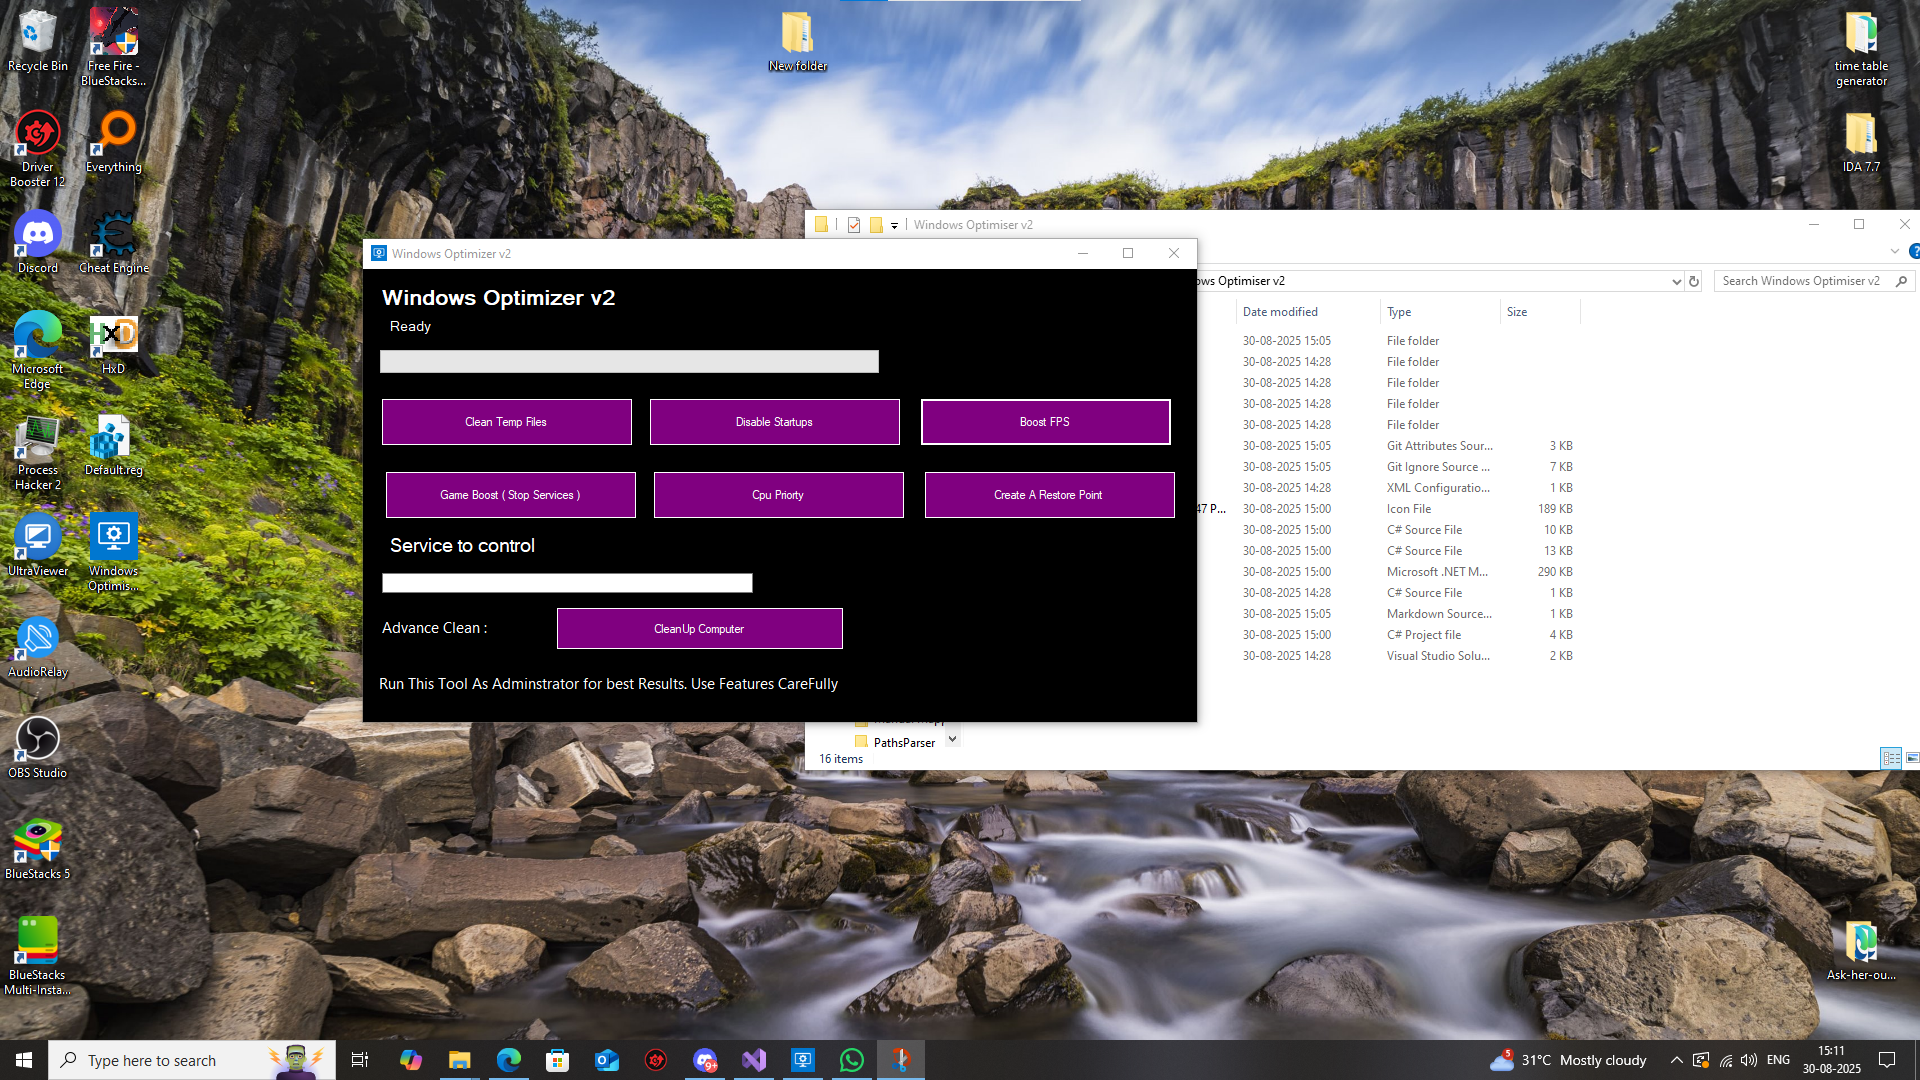 Recycle Bin
Free Fire -
BlueStacks...
New folder
time table
generator
Driver
Booster 12
Everything
IDA 7.7
Discord
Cheat Engine
Microsoft
Edge
HxD
Process
Hacker 2
Default.reg
UltraViewer
Windows
Optimis...
AudioRelay
OBS Studio
BlueStacks 5
BlueStacks
Multi-Insta...
Ask-her-ou...
Windows Optimizer v2
Windows Optimizer v2
Ready
Clean Temp Files
Disable Startups
Boost FPS
Game Boost ( Stop Services )
Cpu Priorty
Create A Restore Point
Service to control
Advance Clean :
CleanUp Computer
Run This Tool As Adminstrator for best Results. Use Features CareFully
Windows Optimiser v2
ows Optimiser v2
Search Windows Optimiser v2
Date modified Type Size
30-08-2025 15:05 File folder
30-08-2025 14:28 File folder
30-08-2025 14:28 File folder
30-08-2025 14:28 File folder
30-08-2025 14:28 File folder
30-08-2025 15:05 Git Attributes Sour... 3 KB
30-08-2025 15:05 Git Ignore Source ... 7 KB
30-08-2025 14:28 XML Configuratio... 1 KB
47 P... 30-08-2025 15:00 Icon File 189 KB
30-08-2025 15:00 C# Source File 10 KB
30-08-2025 15:00 C# Source File 13 KB
30-08-2025 15:00 Microsoft .NET M... 290 KB
30-08-2025 15:00 C# Source File 1 KB
30-08-2025 15:05 Markdown Source... 1 KB
30-08-2025 15:00 C# Project file 4 KB
30-08-2025 14:28 Visual Studio Solu... 2 KB
PathsParser
16 items
Type here to search
9+
5
31°C Mostly cloudy
ENG
15:11
30-08-2025